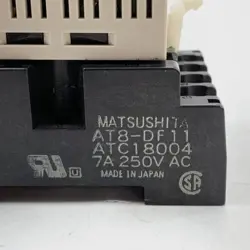 MATSUSHITA
AT8-DF11
ATC18004
7A 250V AC
MADE IN JAPAN